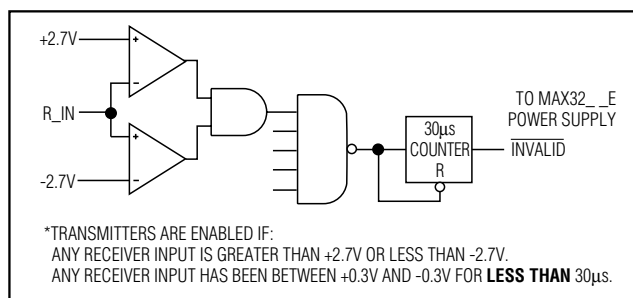 +2.7V
+
-
R_IN
+
-
-2.7V
30µs
COUNTER
R
TO MAX32_ _E
POWER SUPPLY
INVALID
*TRANSMITTERS ARE ENABLED IF:
ANY RECEIVER INPUT IS GREATER THAN +2.7V OR LESS THAN -2.7V.
ANY RECEIVER INPUT HAS BEEN BETWEEN +0.3V AND -0.3V FOR LESS THAN 30µs.